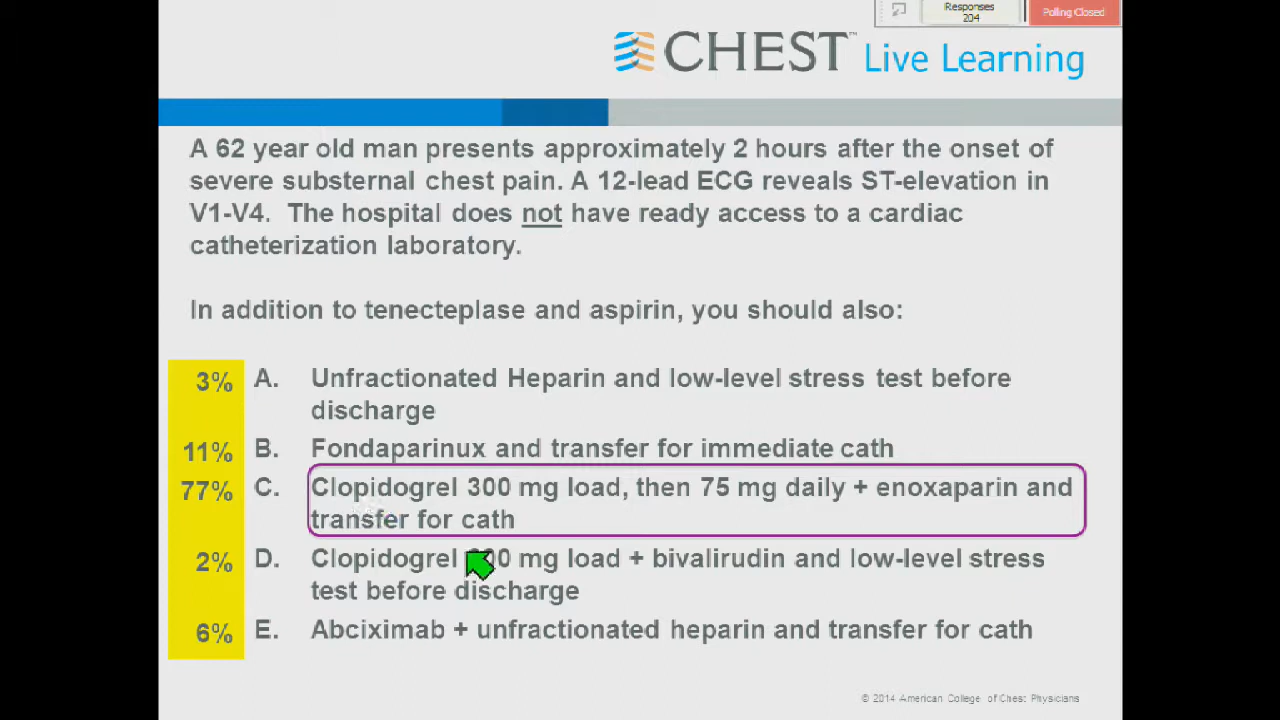 Responses
204
Polling Closed
CHEST™ Live Learning
A 62 year old man presents approximately 2 hours after the onset of
severe substernal chest pain. A 12-lead ECG reveals ST-elevation in
V1-V4. The hospital does not have ready access to a cardiac
catheterization laboratory.
In addition to tenecteplase and aspirin, you should also:
3% A. Unfractionated Heparin and low-level stress test before
discharge
11% B. Fondaparinux and transfer for immediate cath
77% C. Clopidogrel 300 mg load, then 75 mg daily + enoxaparin and
transfer for cath
2% D. Clopidogrel mg load + bivalirudin and low-level stress
test before discharge
6% E. Abciximab + unfractionated heparin and transfer for cath
© 2014 American College of Chest Physicians